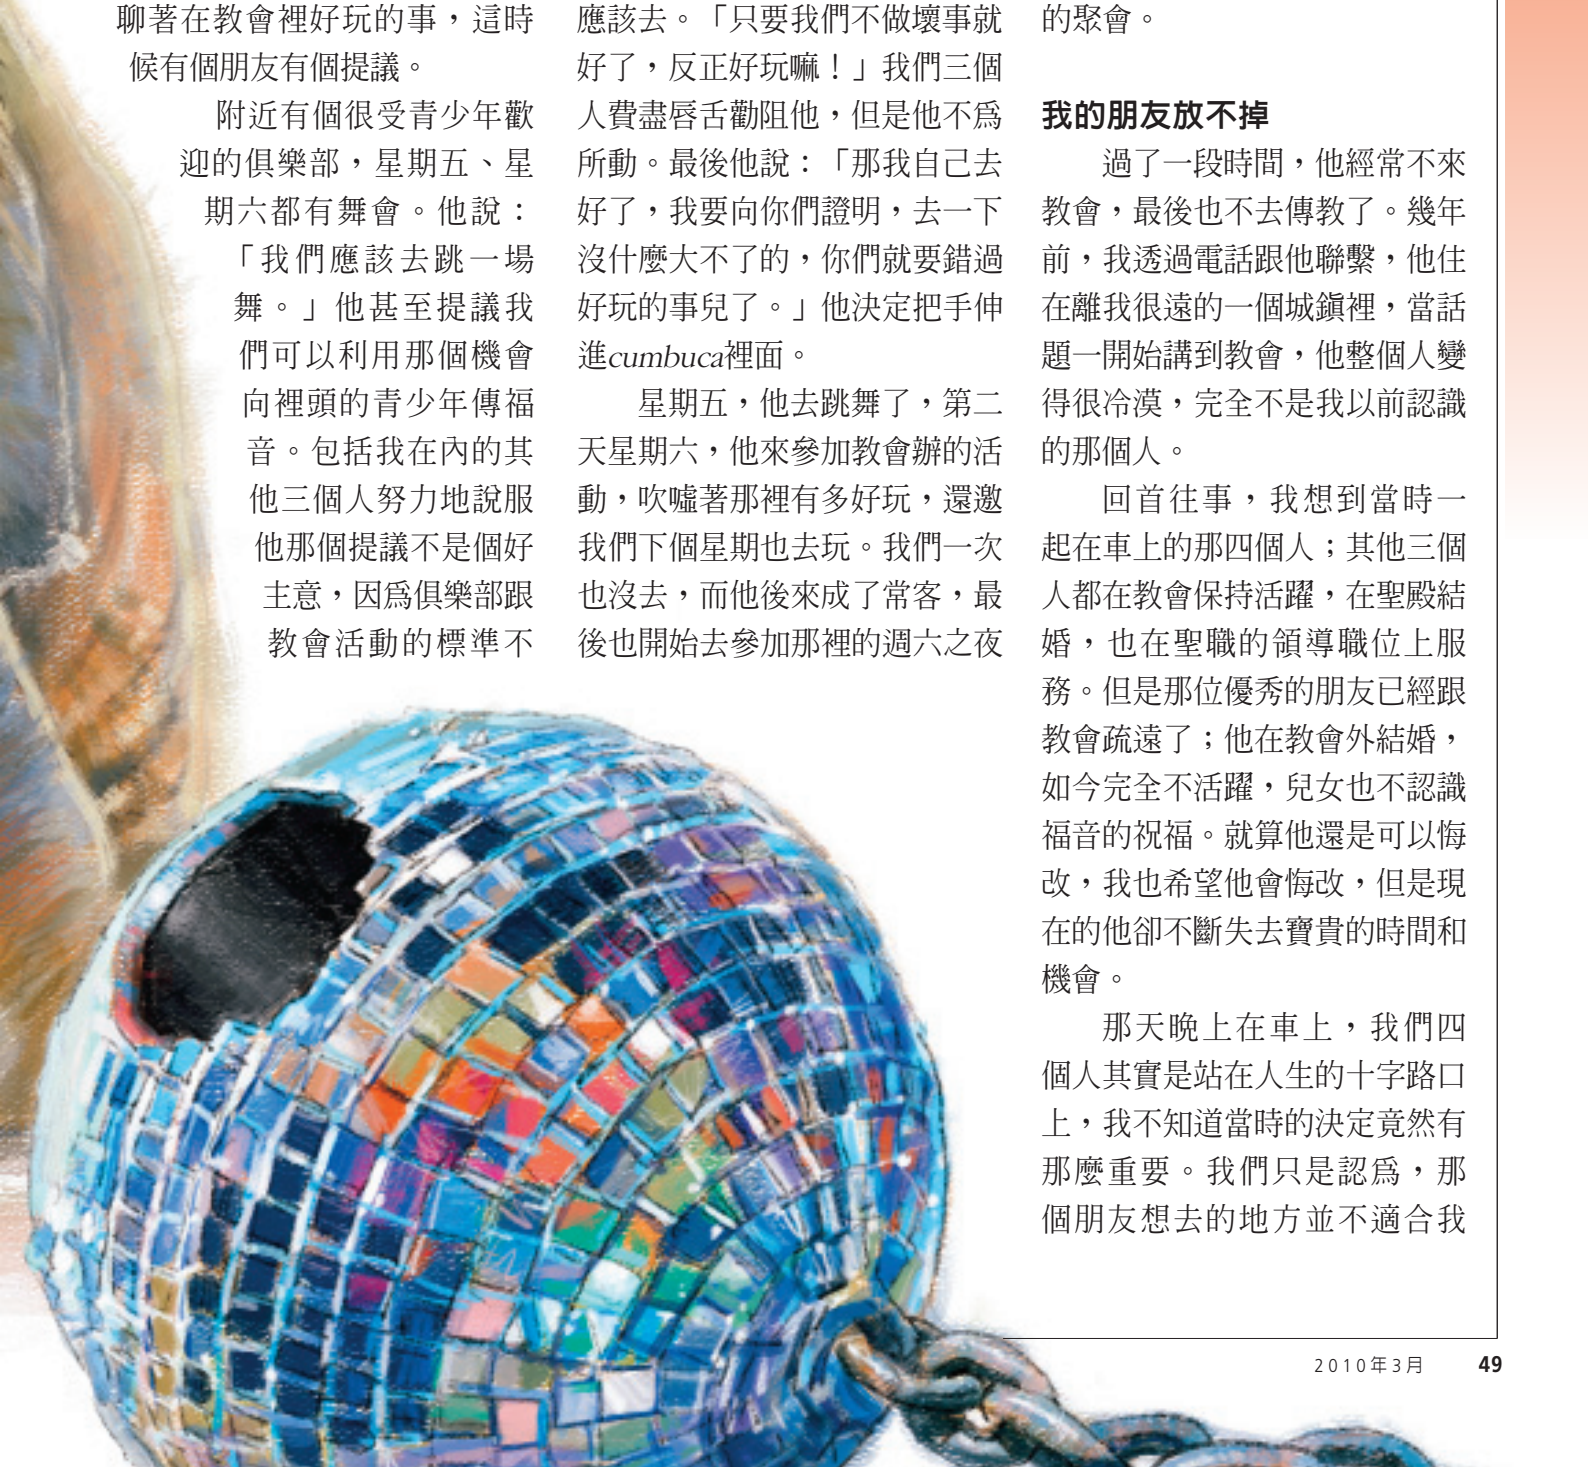 聊著在教會裡好玩的事，這時
候有個朋友有個提議。
附近有個很受青少年歡
迎的俱樂部，星期五、星
期六都有舞會。他說：
「我們應該去跳一場
舞。」他甚至提議我
們可以利用那個機會
向裡頭的青少年傳福
音。包括我在內的其
他三個人努力地說服
他那個提議不是個好
主意，因爲俱樂部跟
教會活動的標準不
應該去。「只要我們不做壞事就
好了，反正好玩嘛！」我們三個
人費盡唇舌勸阻他，但是他不爲
所動。最後他說：「那我自己去
好了，我要向你們證明，去一下
沒什麼大不了的，你們就要錯過
好玩的事兒了。」他決定把手伸
進cumbuca裡面。
星期五，他去跳舞了，第二
天星期六，他來參加教會辦的活
動，吹噓著那裡有多好玩，還邀
我們下個星期也去玩。我們一次
也沒去，而他後來成了常客，最
後也開始去參加那裡的週六之夜
的聚會。
我的朋友放不掉
過了一段時間，他經常不來
教會，最後也不去傳教了。幾年
前，我透過電話跟他聯繫，他住
在離我很遠的一個城鎭裡，當話
題一開始講到教會，他整個人變
得很冷漠，完全不是我以前認識
的那個人。
回首往事，我想到當時一
起在車上的那四個人；其他三個
人都在教會保持活躍，在聖殿結
婚，也在聖職的領導職位上服
務。但是那位優秀的朋友已經跟
教會疏遠了；他在教會外結婚，
如今完全不活躍，兒女也不認識
福音的祝福。就算他還是可以悔
改，我也希望他會悔改，但是現
在的他卻不斷失去寶貴的時間和
機會。
那天晚上在車上，我們四
個人其實是站在人生的十字路口
上，我不知道當時的決定竟然有
那麼重要。我們只是認爲，那
個朋友想去的地方並不適合我
2010年3月 49